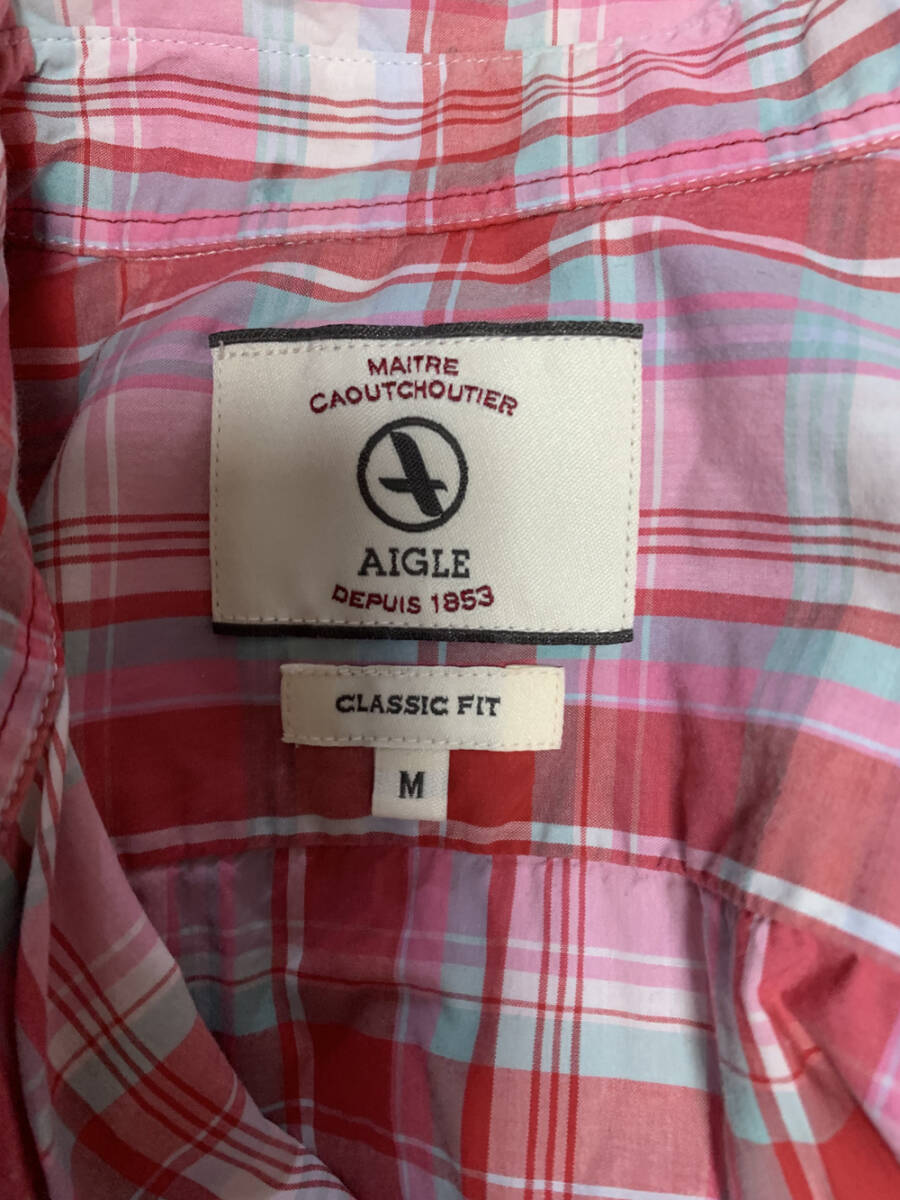 MAITRE
CAOUTCHOUTIER
AIGLE
DEPUIS 1853
CLASSIC FIT
M